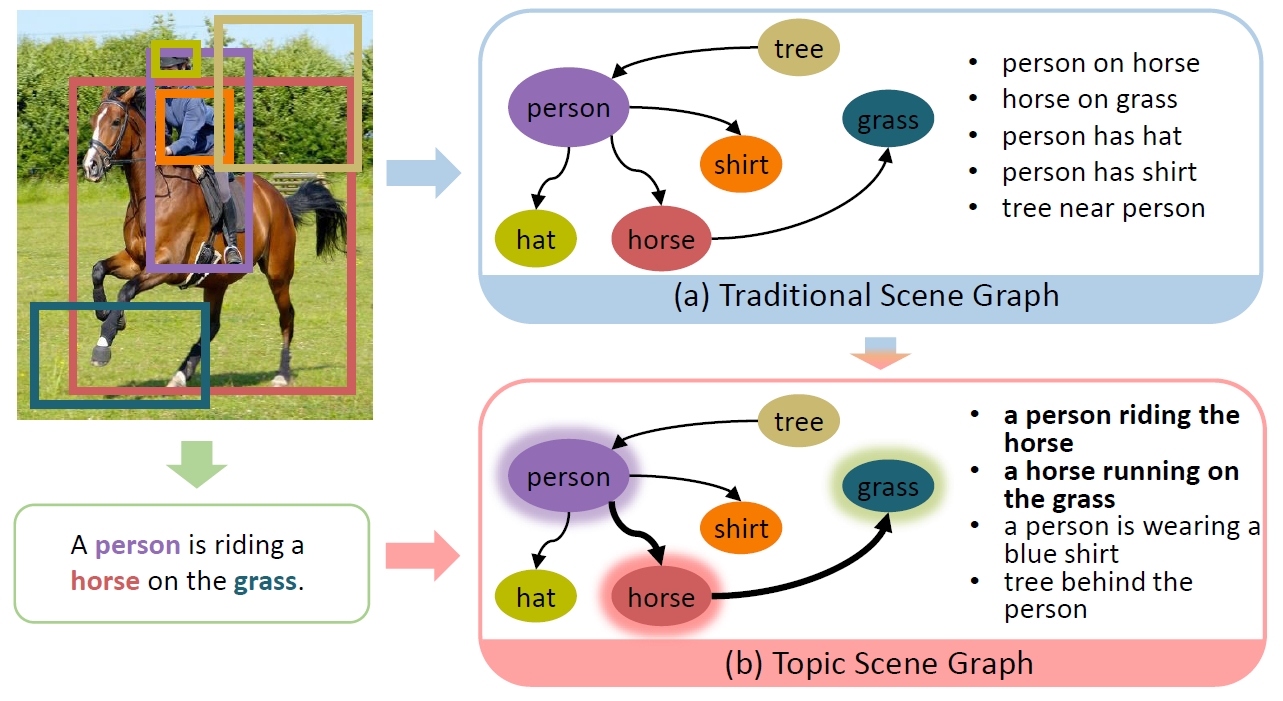 tree
person
grass
shirt
hat
horse
• person on horse
• horse on grass
• person has hat
• person has shirt
• tree near person
(a) Traditional Scene Graph
A person is riding a
horse on the grass.
tree
person
grass
shirt
hat
horse
• a person riding the
horse
• a horse running on
the grass
• a person is wearing a
blue shirt
• tree behind the
person
(b) Topic Scene Graph